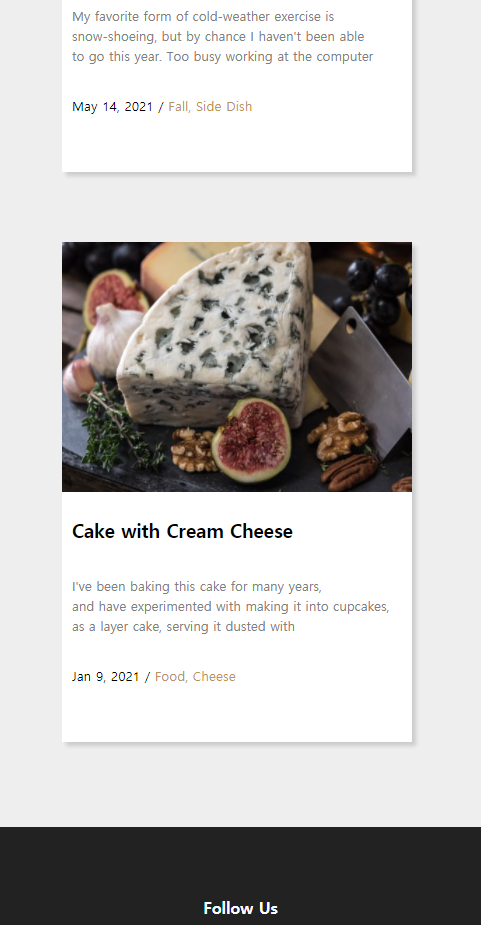 My favorite form of cold-weather exercise is
snow-shoeing, but by chance I haven't been able
to go this year. Too busy working at the computer
May 14, 2021 / Fall, Side Dish
Cake with Cream Cheese
I've been baking this cake for many years,
and have experimented with making it into cupcakes,
as a layer cake, serving it dusted with
Jan 9, 2021 / Food, Cheese
Follow Us